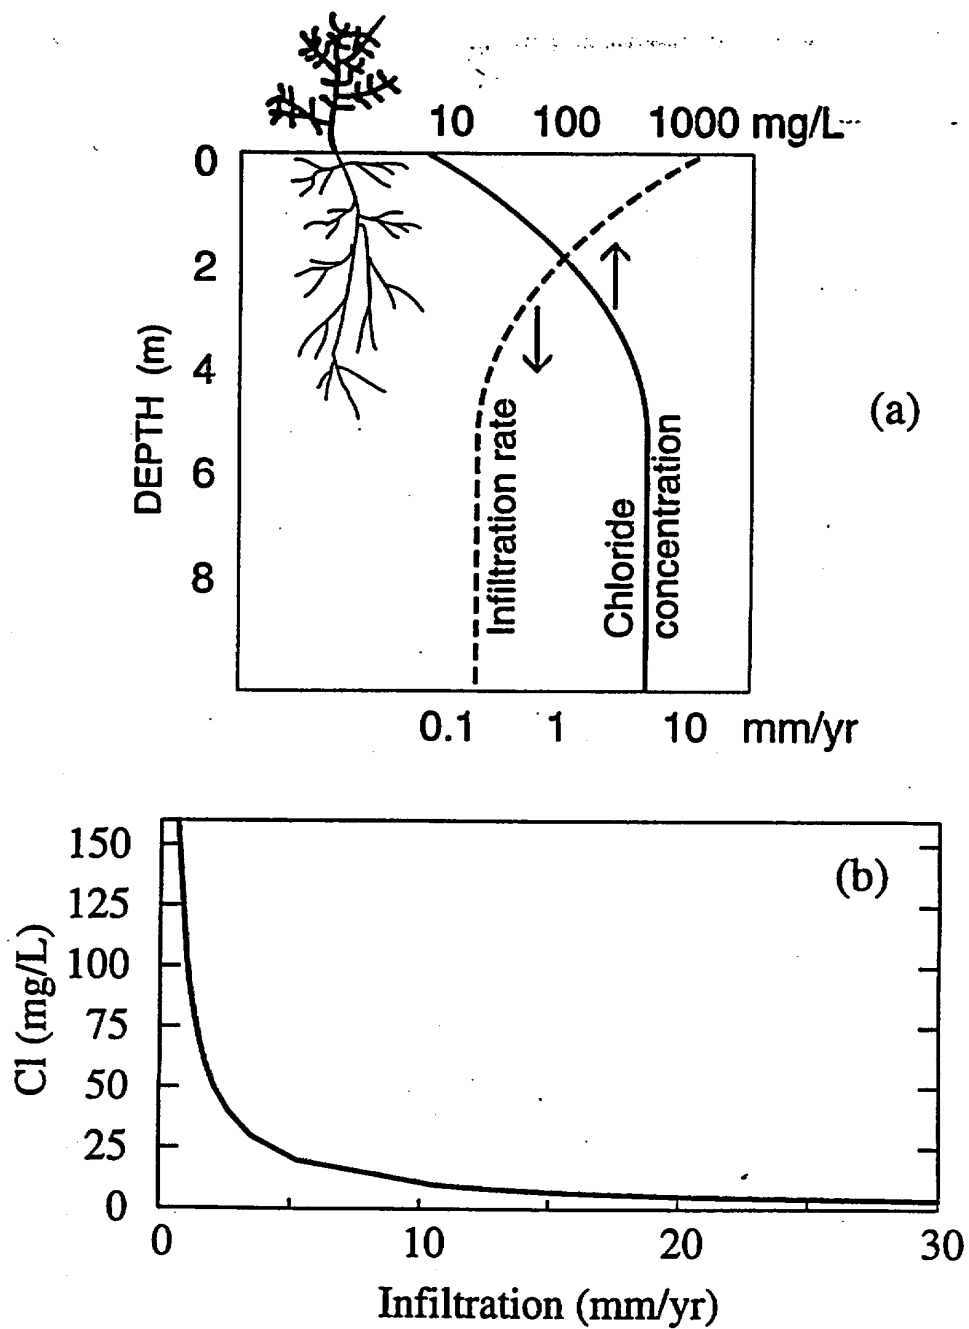 10 100 1000 mg/L
0
2
4
6
8
DEPTH (m)
Infiltration rate
Chloride
concentration
(a)
0.1 1 10 mm/yr
(b)
150
125
100
75
50
25
0
Cl (mg/L)
0 10 20 30
Infiltration (mm/yr)